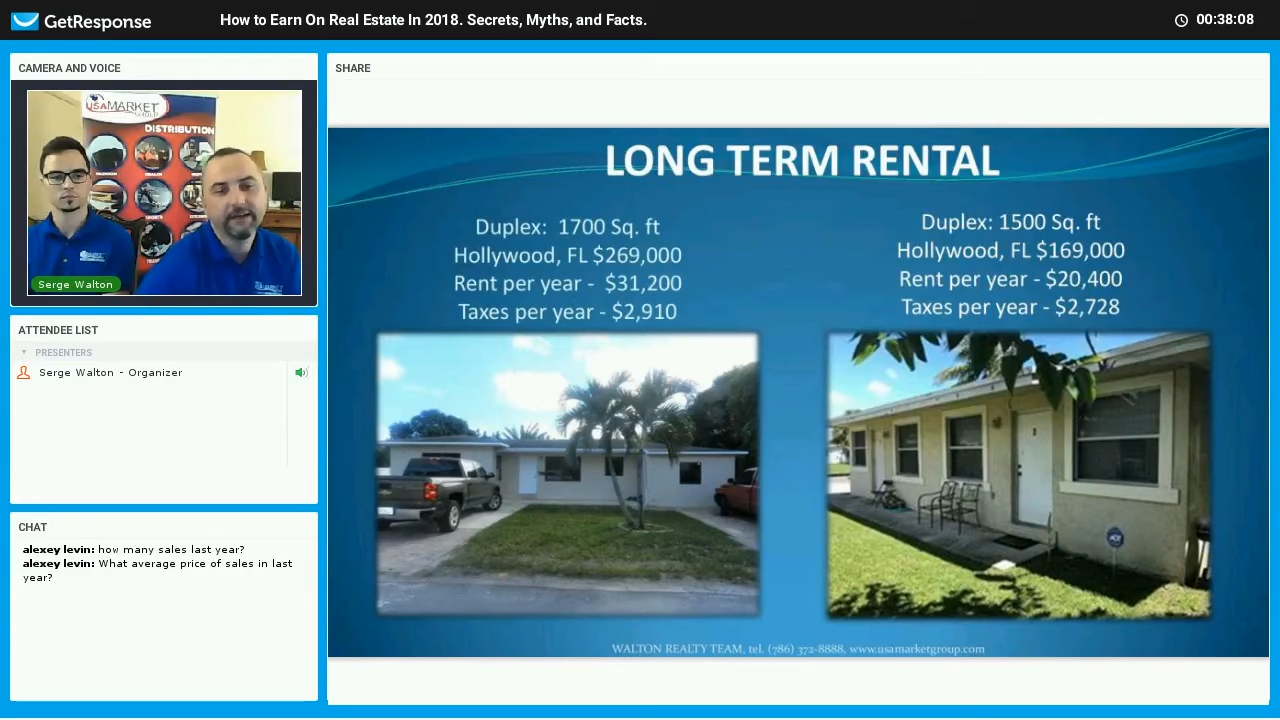 GetResponse
How to Earn On Real Estate In 2018. Secrets, Myths, and Facts.
00:38:08
CAMERA AND VOICE
USAMARKET
GROUP
DISTRIBUTION
Serge Walton
ATTENDEE LIST
PRESENTERS
Serge Walton - Organizer
CHAT
alexey levin: how many sales last year?
alexey levin: What average price of sales in last
year?
SHARE
LONG TERM RENTAL
Duplex: 1700 Sq. ft
Hollywood, FL $269,000
Rent per year - $31,200
Taxes per year - $2,910
Duplex: 1500 Sq. ft
Hollywood, FL $169,000
Rent per year - $20,400
Taxes per year - $2,728
ADT
WALTON REALTY TEAM, tel. (786) 372-8888, www.usamarketgroup.com